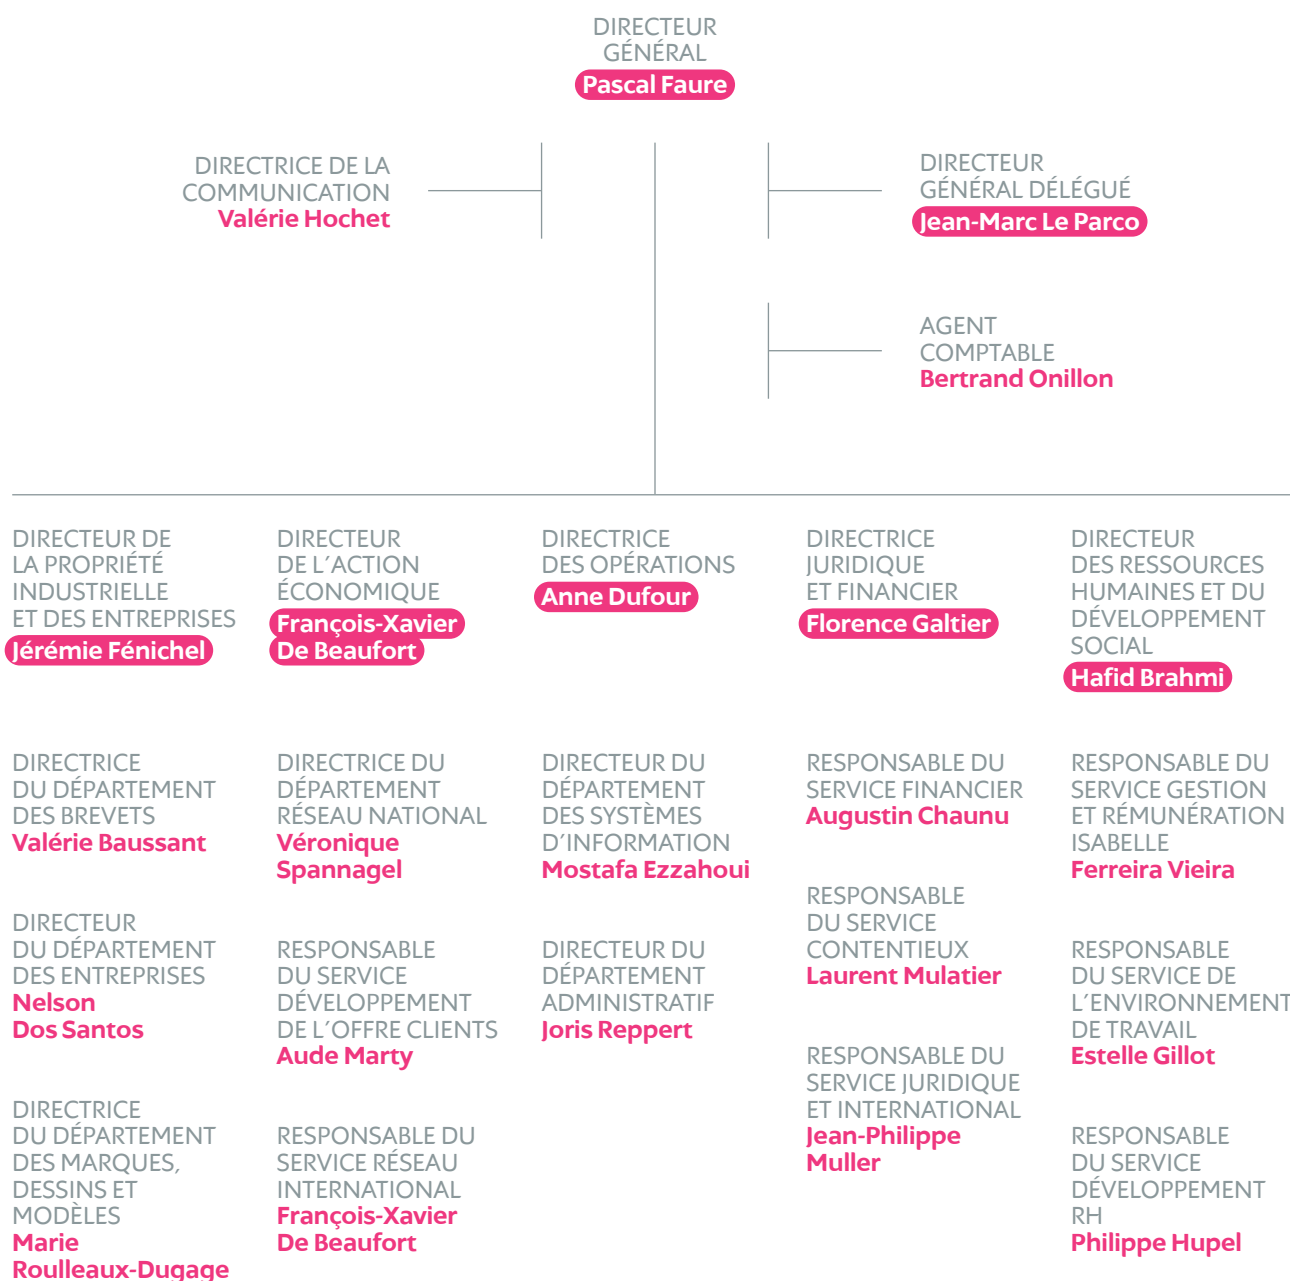 DIRECTEUR
GÉNÉRAL
Pascal Faure
DIRECTRICE DE LA
COMMUNICATION
Valérie Hochet
DIRECTEUR
GÉNÉRAL DÉLÉGUÉ
Jean-Marc Le Parco
AGENT
COMPTABLE
Bertrand Onillon
DIRECTEUR DE
LA PROPRIÉTÉ
INDUSTRIELLE
ET DES ENTREPRISES
Jérémie Fénichel
DIRECTRICE
DU DÉPARTEMENT
DES BREVETS
Valérie Baussant
DIRECTEUR
DU DÉPARTEMENT
DES ENTREPRISES
Nelson
Dos Santos
DIRECTRICE
DU DÉPARTEMENT
DES MARQUES,
DESSINS ET
MODÈLES
Marie
Roulleaux-Dugage
DIRECTEUR
DE L'ACTION
ÉCONOMIQUE
François-Xavier
De Beaufort
DIRECTRICE DU
DÉPARTEMENT
RÉSEAU NATIONAL
Véronique
Spannagel
RESPONSABLE
DU SERVICE
DÉVELOPPEMENT
DE L'OFFRE CLIENTS
Aude Marty
RESPONSABLE DU
SERVICE RÉSEAU
INTERNATIONAL
François-Xavier
De Beaufort
DIRECTRICE
DES OPÉRATIONS
Anne Dufour
DIRECTEUR DU
DÉPARTEMENT
DES SYSTÈMES
D'INFORMATION
Mostafa Ezzahoui
DIRECTEUR DU
DÉPARTEMENT
ADMINISTRATIF
Joris Reppert
DIRECTRICE
JURIDIQUE
ET FINANCIER
Florence Galtier
RESPONSABLE DU
SERVICE FINANCIER
Augustin Chaunu
RESPONSABLE
DU SERVICE
CONTENTIEUX
Laurent Mulatier
RESPONSABLE DU
SERVICE JURIDIQUE
ET INTERNATIONAL
Jean-Philippe
Muller
DIRECTEUR
DES RESSOURCES
HUMAINES ET DU
DÉVELOPPEMENT
SOCIAL
Hafid Brahmi
RESPONSABLE DU
SERVICE GESTION
ET RÉMUNÉRATION
ISABELLE
Ferreira Vieira
RESPONSABLE
DU SERVICE DE
L'ENVIRONNEMENT
DE TRAVAIL
Estelle Gillot
RESPONSABLE
DU SERVICE
DÉVELOPPEMENT
RH
Philippe Hupel